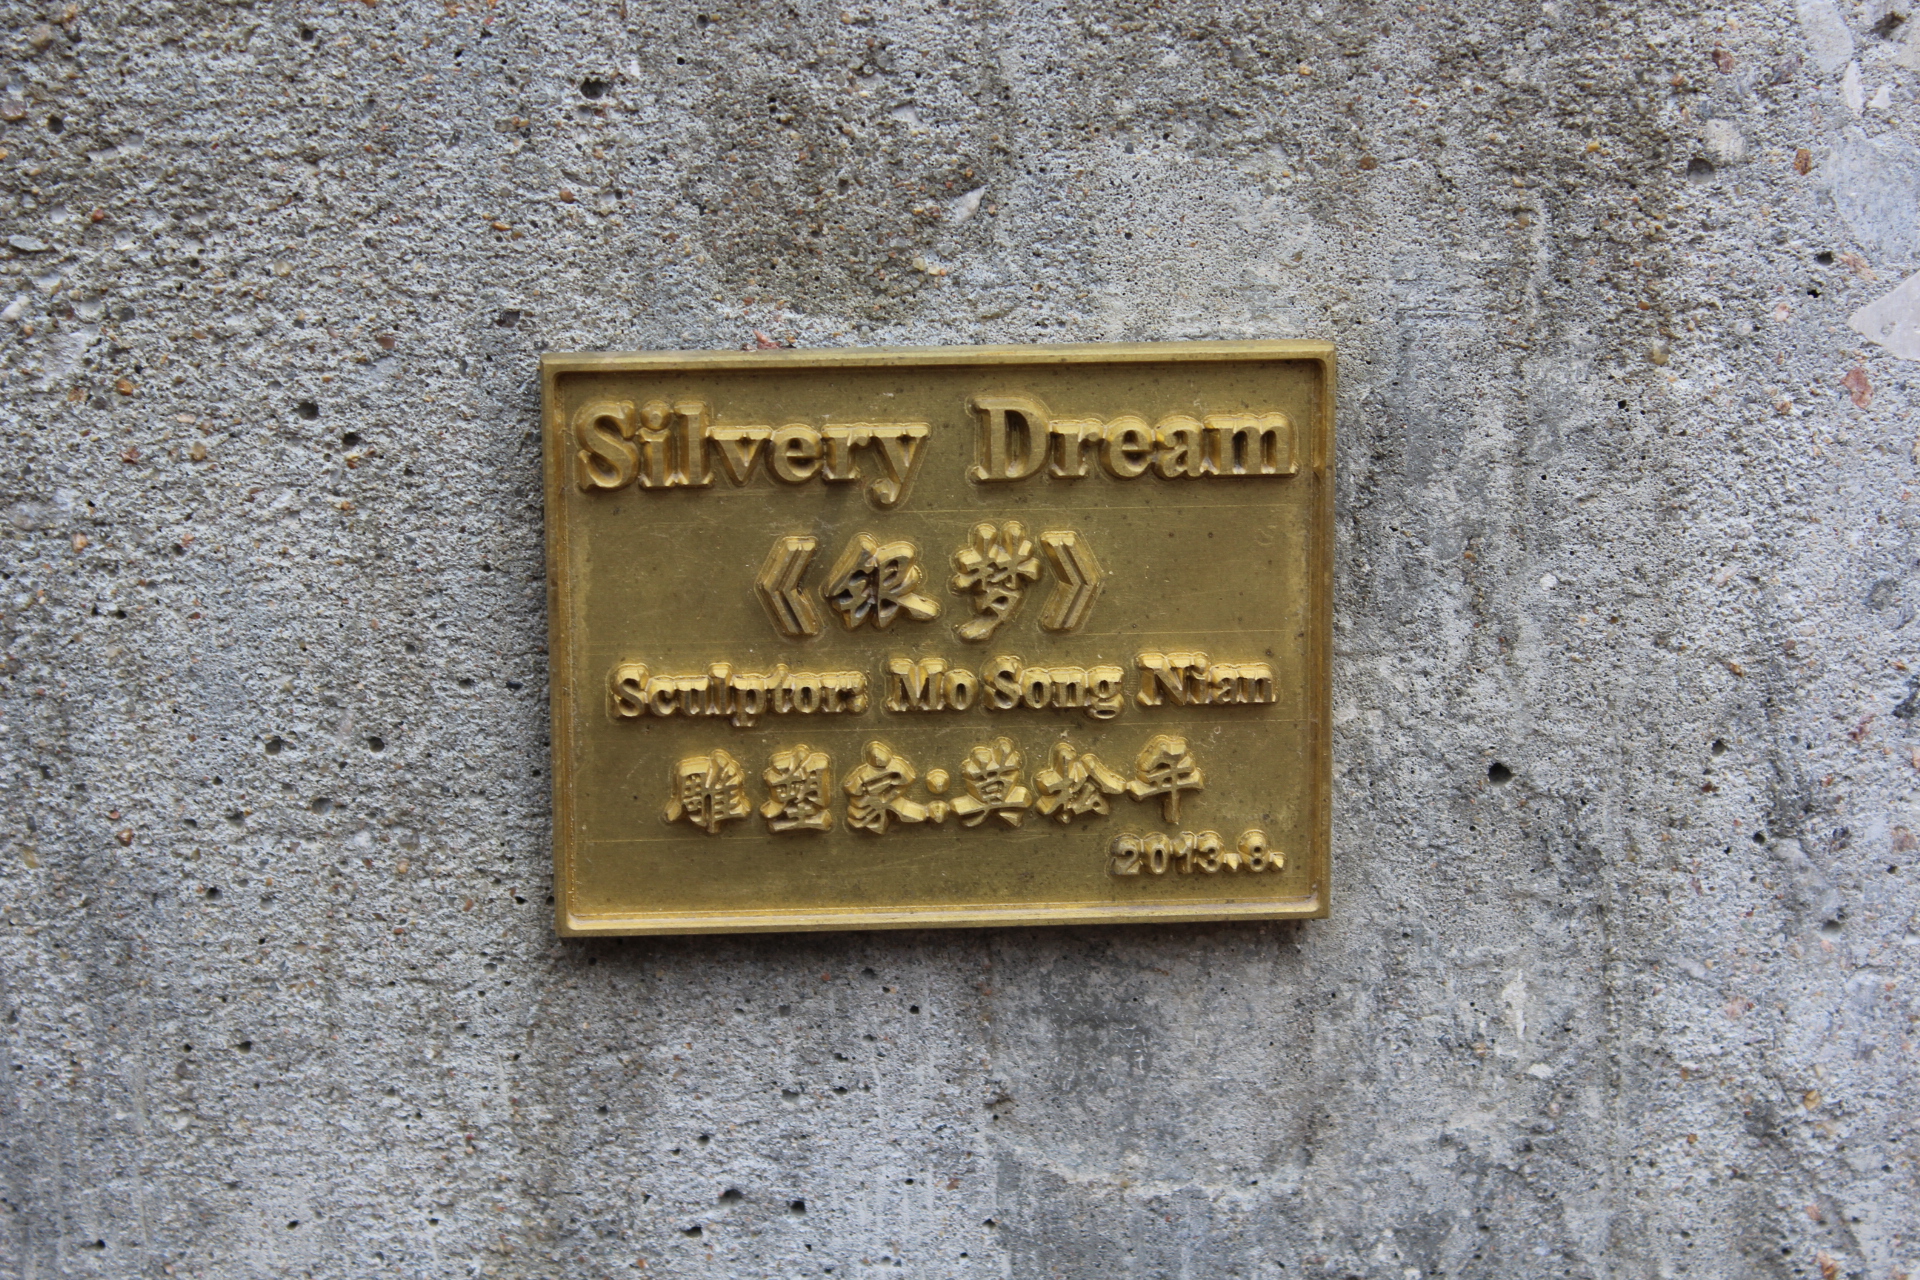 Silvery Dream
《银梦》
Sculptor: Mo Song Nian
雕塑家:莫松年
2013.8.